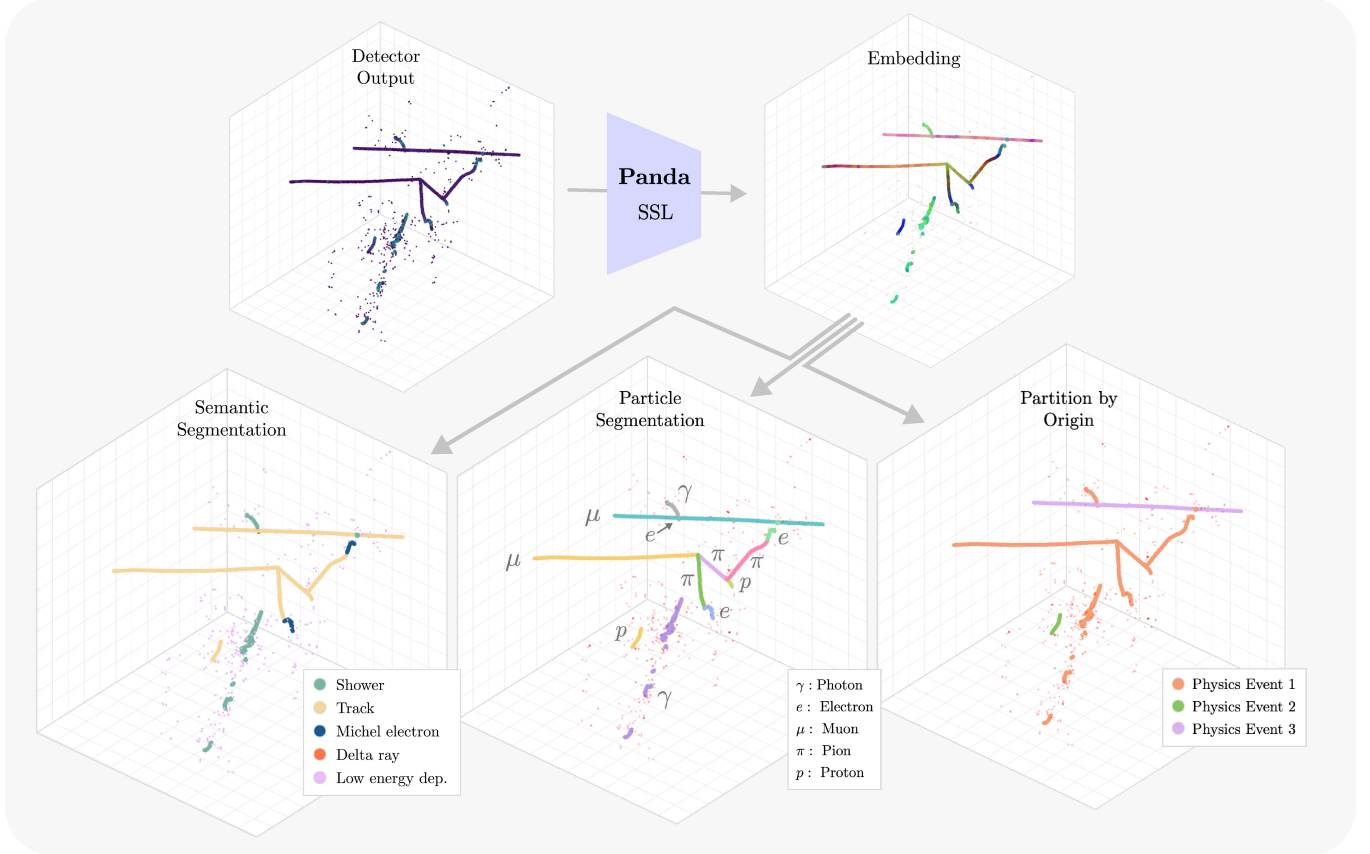 Detector
Output
Embedding
Panda
SSL
Semantic
Segmentation
Shower
Track
Michel electron
Delta ray
Low energy dep.
Particle
Segmentation
γ
μ
e
e
μ
π
π
π
p
e
p
γ
γ : Photon
e : Electron
μ : Muon
π : Pion
p : Proton
Partition by
Origin
Physics Event 1
Physics Event 2
Physics Event 3